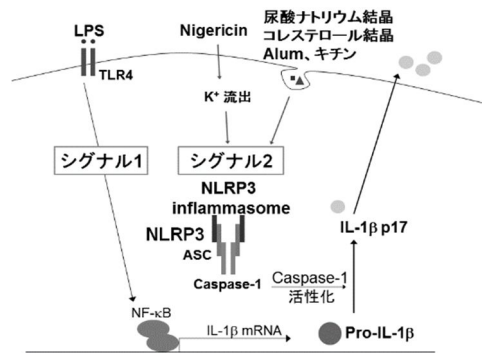 LPS
TLR4
Nigericin
尿酸ナトリウム結晶
コレステロール結晶
Alum、キチン
K+ 流出
シグナル1
シグナル2
NLRP3
inflammasome
NLRP3
ASC
Caspase-1
Caspase-1
活性化
IL-1β p17
NF-κB
IL-1β mRNA
Pro-IL-1β